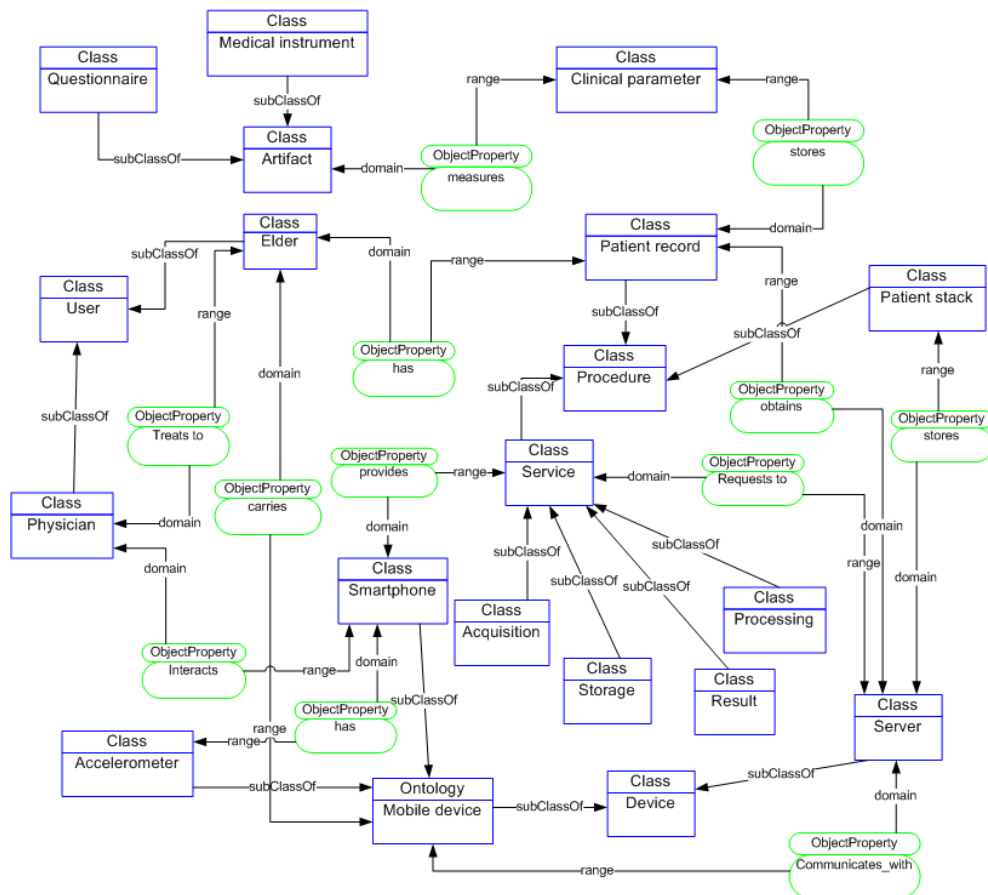 Class
Medical instrument
Class
Questionnaire
Class
Clinical parameter
range
range
subClassOf
ObjectProperty
stores
Class
Artifact
subClassOf
ObjectProperty
measures
domain
Class
Elder
Class
Patient record
domain
subClassOf
domain
range
range
Class
Patient stack
Class
User
range
subClassOf
subClassOf
ObjectProperty
has
Class
Procedure
range
domain
subClassOf
ObjectProperty
obtains
subClassOf
ObjectProperty
Treats to
ObjectProperty
stores
ObjectProperty
provides
range
Class
Service
domain
ObjectProperty
Requests to
ObjectProperty
carries
Class
Physician
domain
domain
domain
domain
range
domain
subClassOf
subClassOf
subClassOf
subClassOf
Class
Smartphone
Class
Acquisition
Class
Processing
ObjectProperty
Interacts
range
domain
Class
Storage
Class
Result
subClassOf
ObjectProperty
has
range
range
Class
Server
Class
Accelerometer
subClassOf
Ontology
Mobile device
subClassOf
Class
Device
subClassOf
domain
ObjectProperty
Communicates_with
range